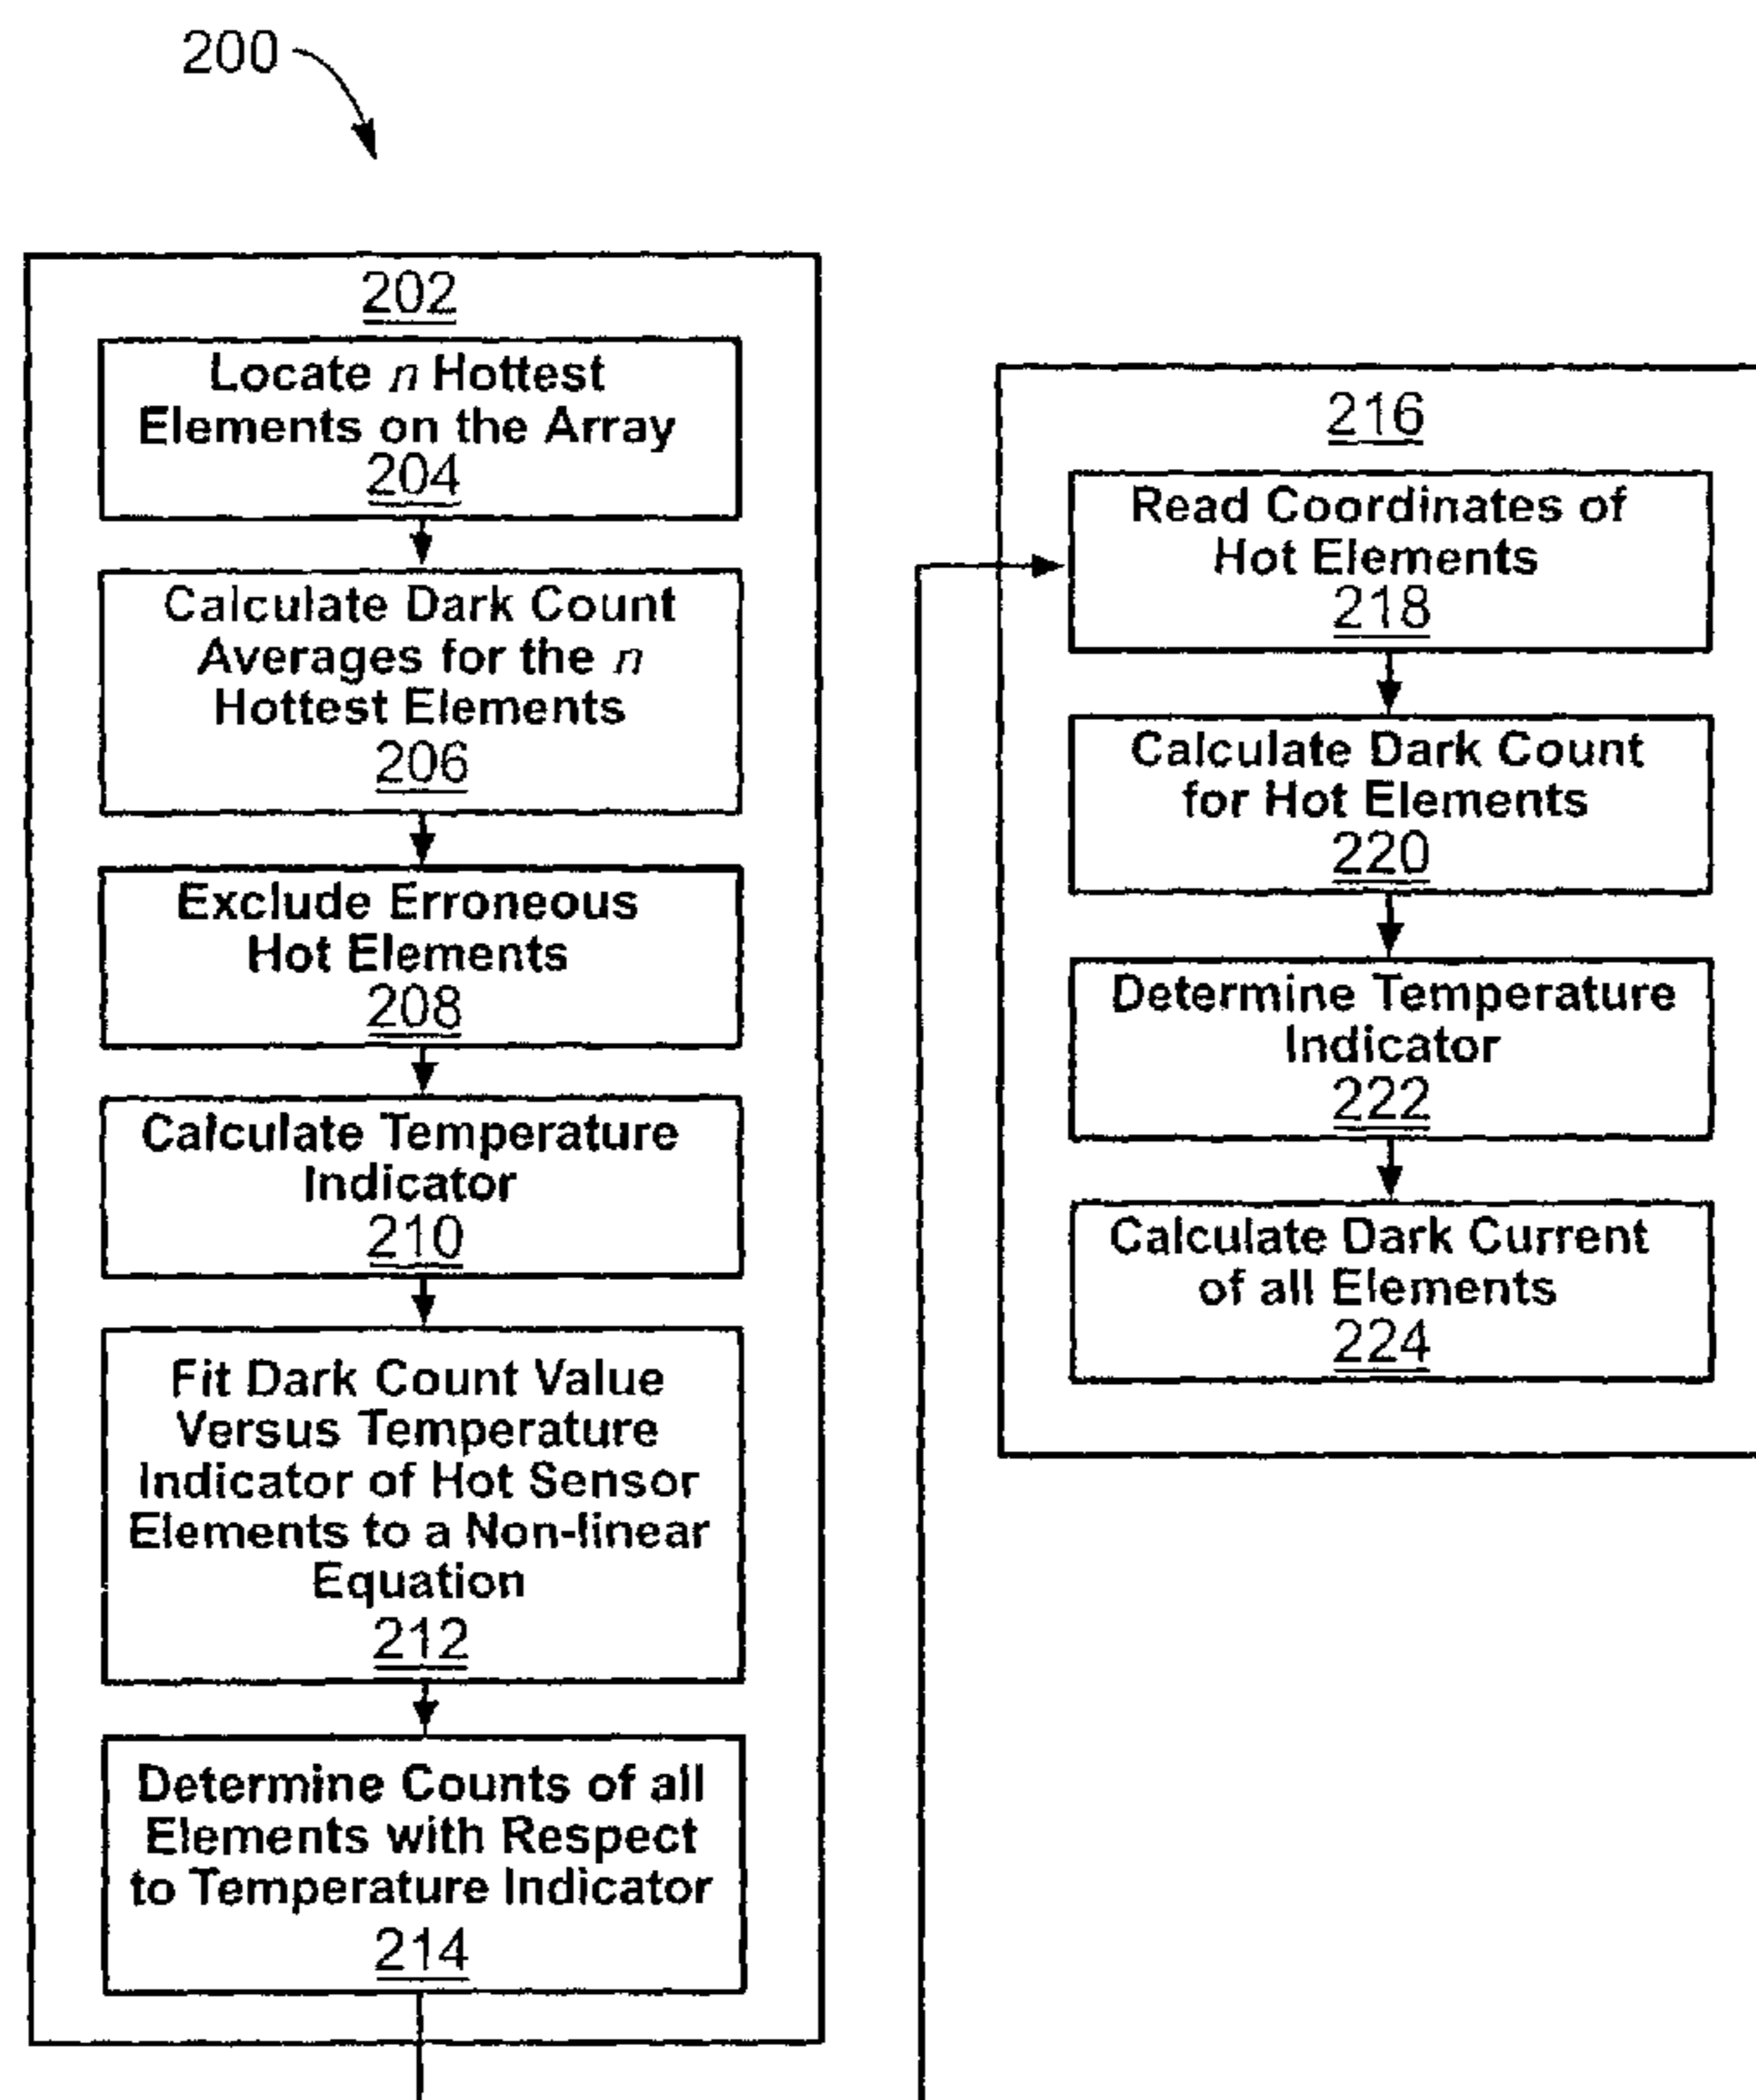 200
202
Locate n Hottest
Elements on the Array
204
Calculate Dark Count
Averages for the n
Hottest Elements
206
Exclude Erroneous
Hot Elements
208
Calculate Temperature
Indicator
210
Fit Dark Count Value
Versus Temperature
Indicator of Hot Sensor
Elements to a Non-linear
Equation
212
Determine Counts of all
Elements with Respect
to Temperature Indicator
214
216
Read Coordinates of
Hot Elements
218
Calculate Dark Count
for Hot Elements
220
Determine Temperature
Indicator
222
Calculate Dark Current
of all Elements
224